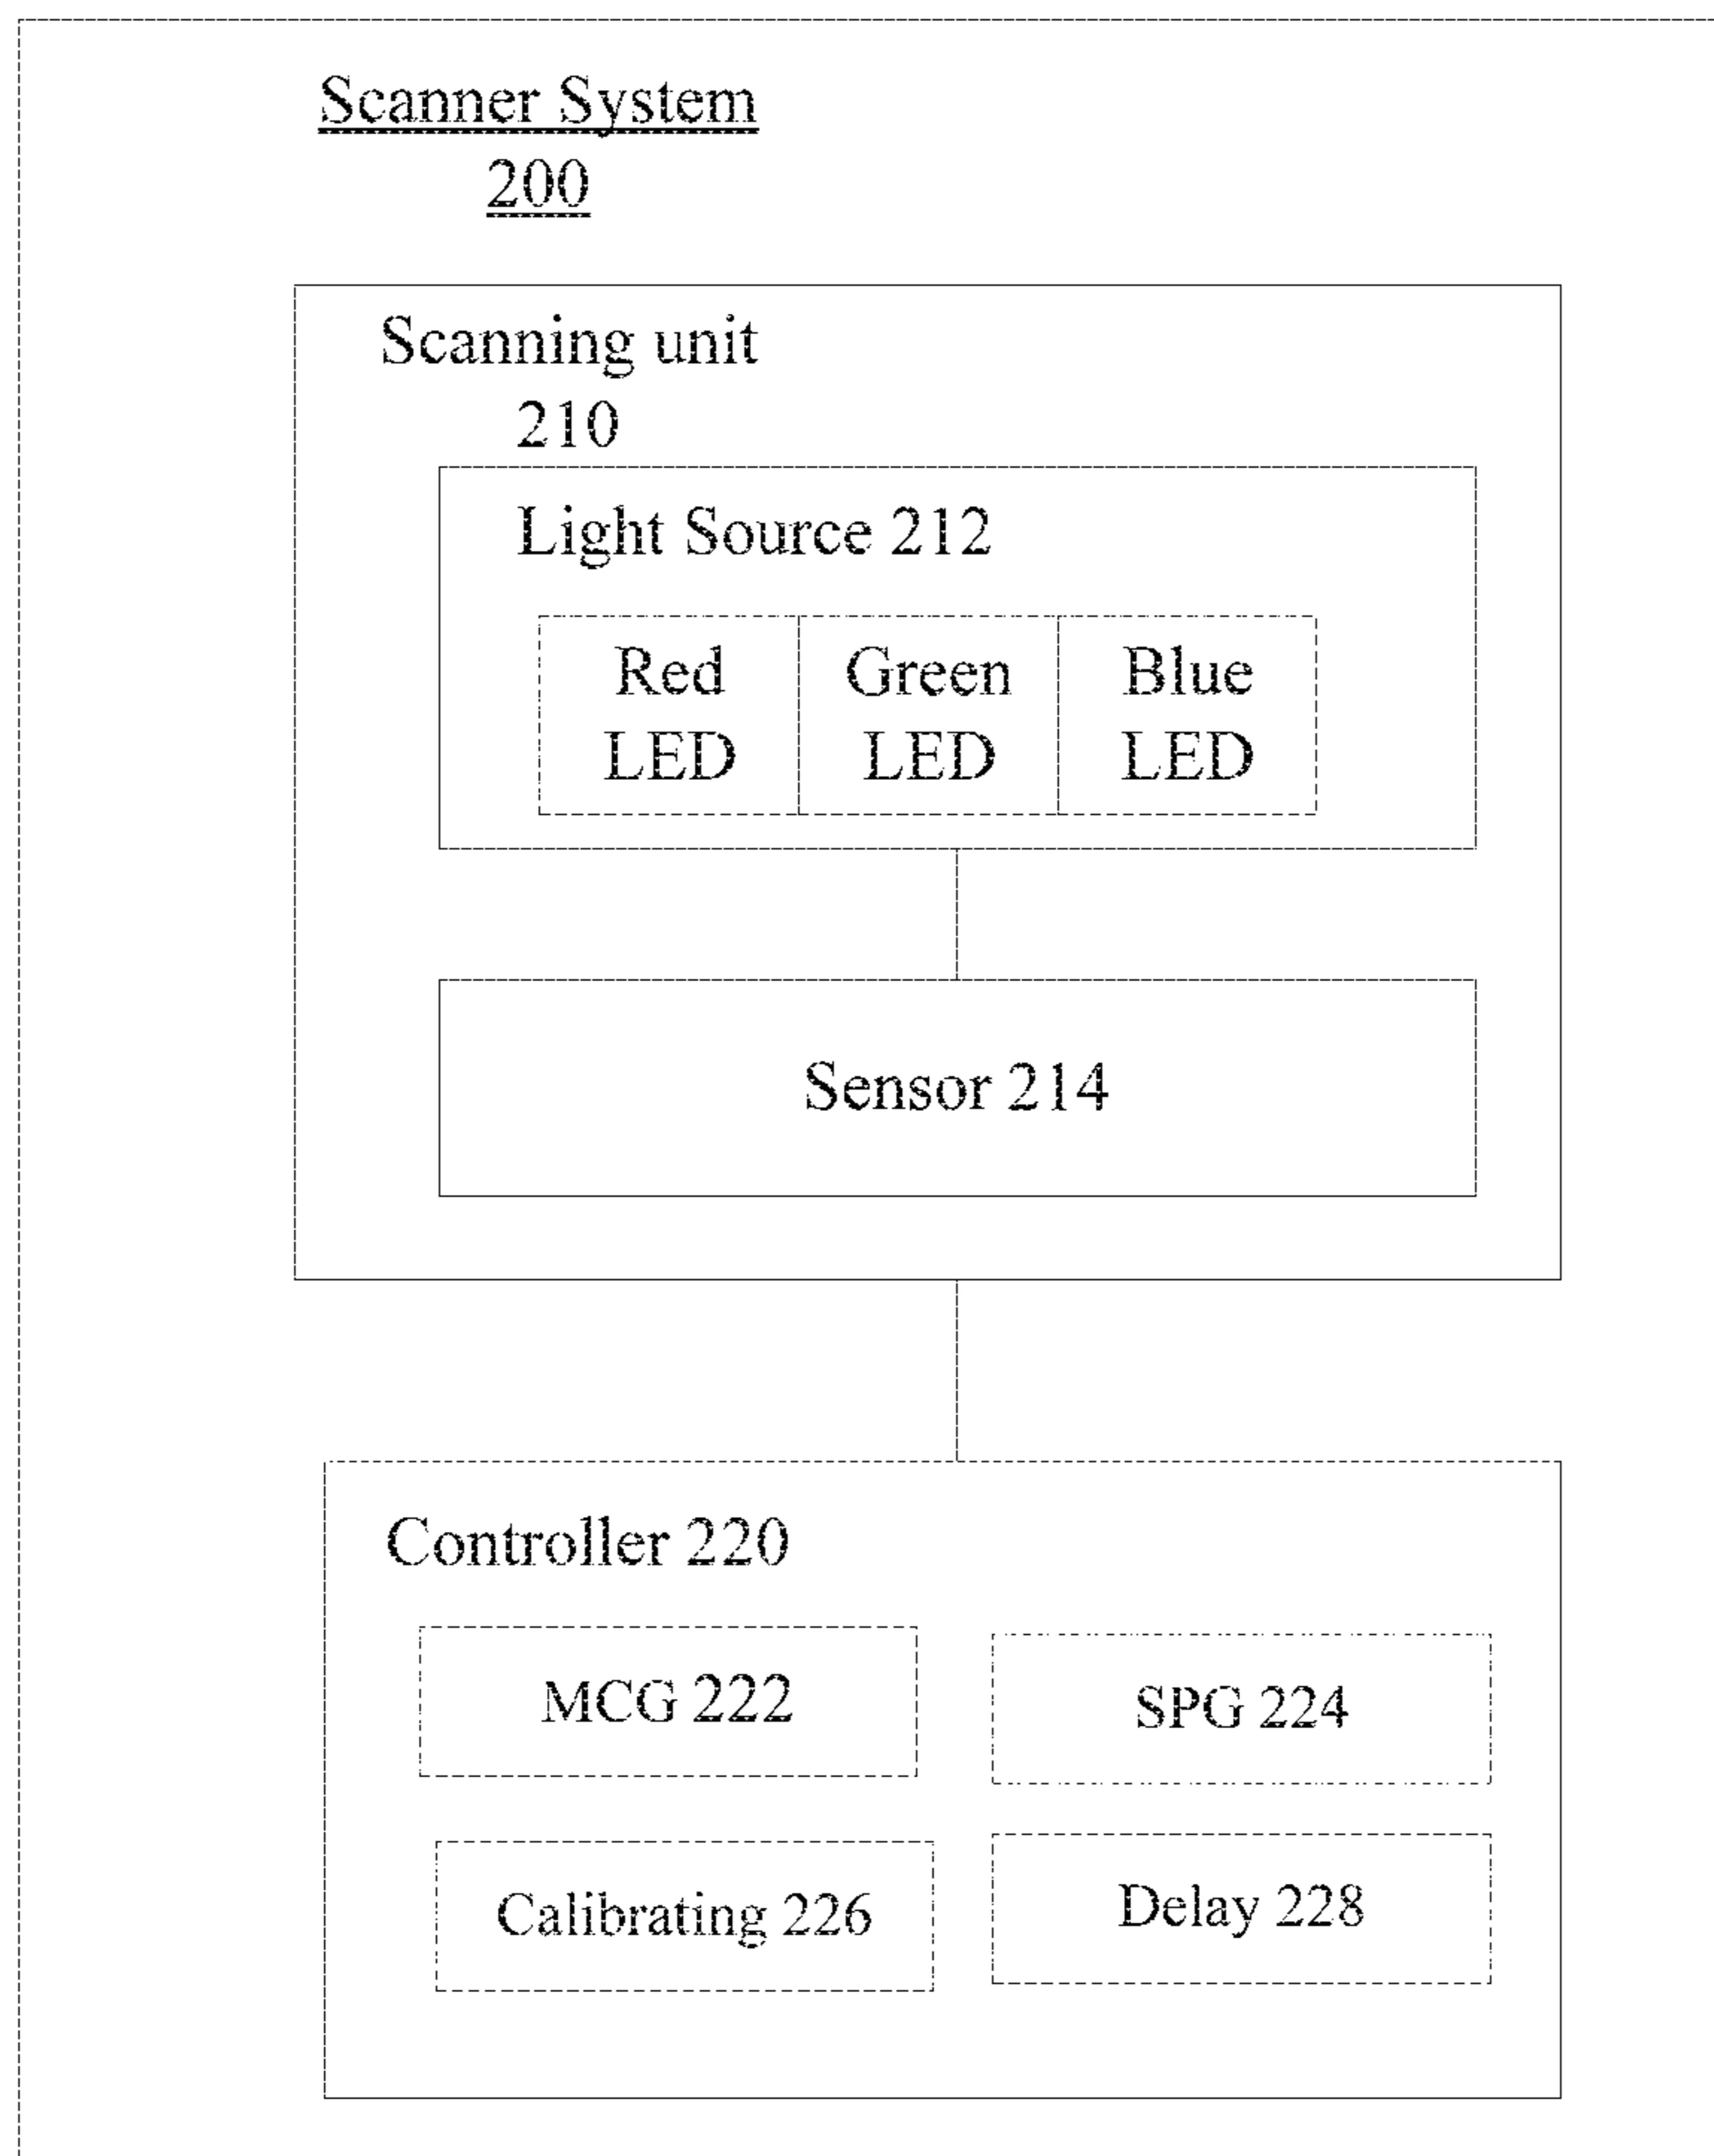 Scanner System
200
Scanning unit
210
Light Source 212
Red Green Blue
LED LED LED
Sensor 214
Controller 220
MCG 222 SPG 224
Calibrating 226 Delay 228